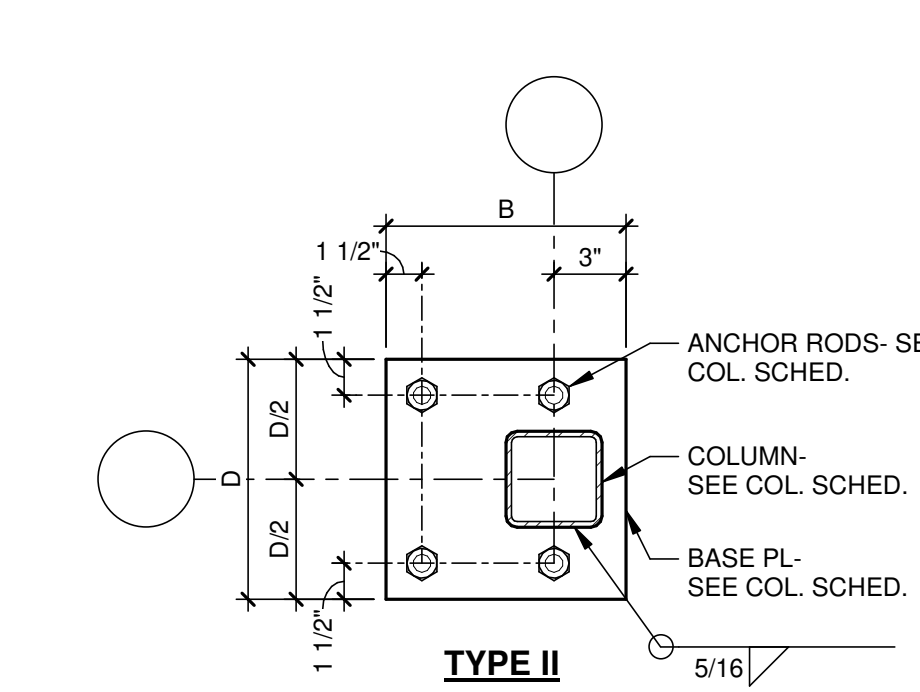 B
1 1/2"
3"
1 1/2"
ANCHOR RODS- SE
COL. SCHED.
D/2
D
COLUMN-
SEE COL. SCHED.
D/2
BASE PL-
SEE COL. SCHED.
1 1/2"
TYPE II
5/16